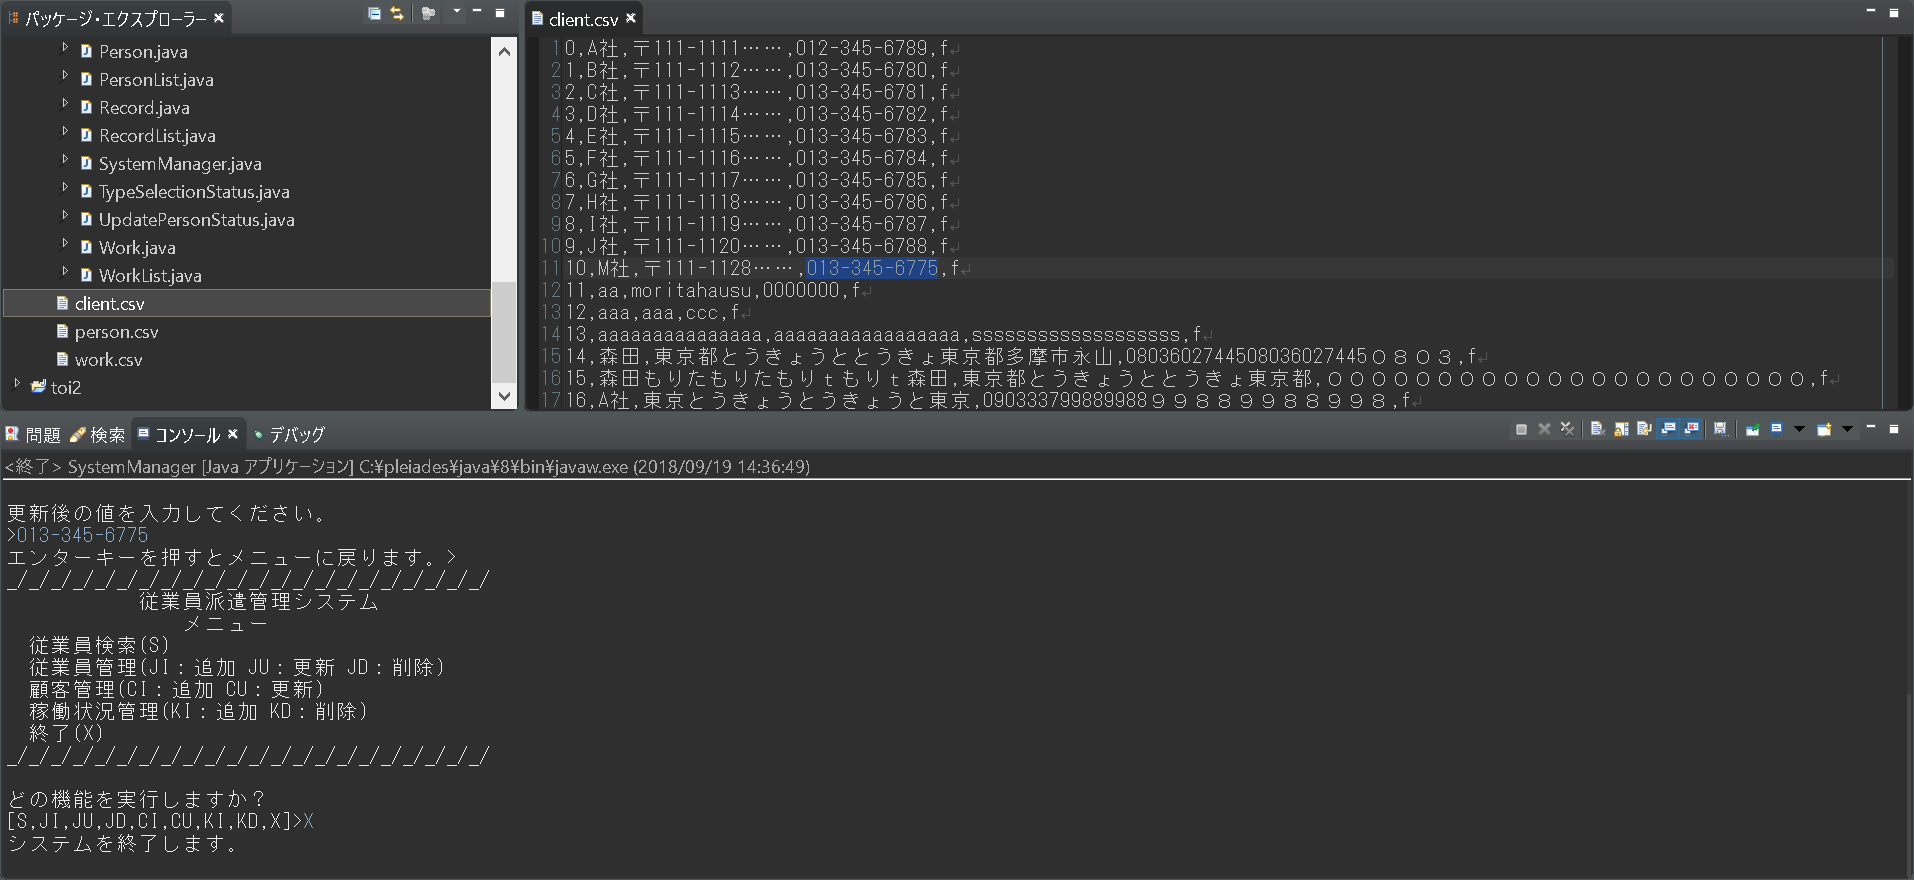 パッケージ・エクスプローラー
Person.java
PersonList.java
Record.java
RecordList.java
SystemManager.java
TypeSelectionStatus.java
UpdatePersonStatus.java
Work.java
WorkList.java
client.csv
person.csv
work.csv
toi2
client.csv
1 0,A社,〒111-1111……,012-345-6789,f
2 1,B社,〒111-1112……,013-345-6780,f
3 2,C社,〒111-1113……,013-345-6781,f
4 3,D社,〒111-1114……,013-345-6782,f
5 4,E社,〒111-1115……,013-345-6783,f
6 5,F社,〒111-1116……,013-345-6784,f
7 6,G社,〒111-1117……,013-345-6785,f
8 7,H社,〒111-1118……,013-345-6786,f
9 8,I社,〒111-1119……,013-345-6787,f
10 9,J社,〒111-1120……,013-345-6788,f
11 10,M社,〒111-1128……,013-345-6775,f
12 11,aa,moritahausu,0000000,f
13 12,aaa,aaa,ccc,f
14 13,aaaaaaaaaaaaaaa,aaaaaaaaaaaaaaaaa,sssssssssssssssssss,f
15 14,森田,東京都とうきょうととうきょ東京都多摩市永山,0803602744508036027445０８０３,f
16 15,森田もりたもりたもりｔもりｔ森田,東京都とうきょうととうきょ東京都,００００００００００００００００００００００,f
17 16,A社,東京とうきょうとうきょうと東京,090333799889988９９８８９９８８９９８,f
問題 検索 コンソール デバッグ
<終了> SystemManager [Java アプリケーション] C:¥pleiades¥java¥8¥bin¥javaw.exe (2018/09/19 14:36:49)
更新後の値を入力してください。
>013-345-6775
エンターキーを押すとメニューに戻ります。>
_/_/_/_/_/_/_/_/_/_/_/_/_/_/_/_/_/_/_/_/_/_/
従業員派遣管理システム
メニュー
従業員検索(S)
従業員管理(JI：追加 JU：更新 JD：削除)
顧客管理(CI：追加 CU：更新)
稼働状況管理(KI：追加 KD：削除)
終了(X)
_/_/_/_/_/_/_/_/_/_/_/_/_/_/_/_/_/_/_/_/_/_/
どの機能を実行しますか？
[S,JI,JU,JD,CI,CU,KI,KD,X]>X
システムを終了します。